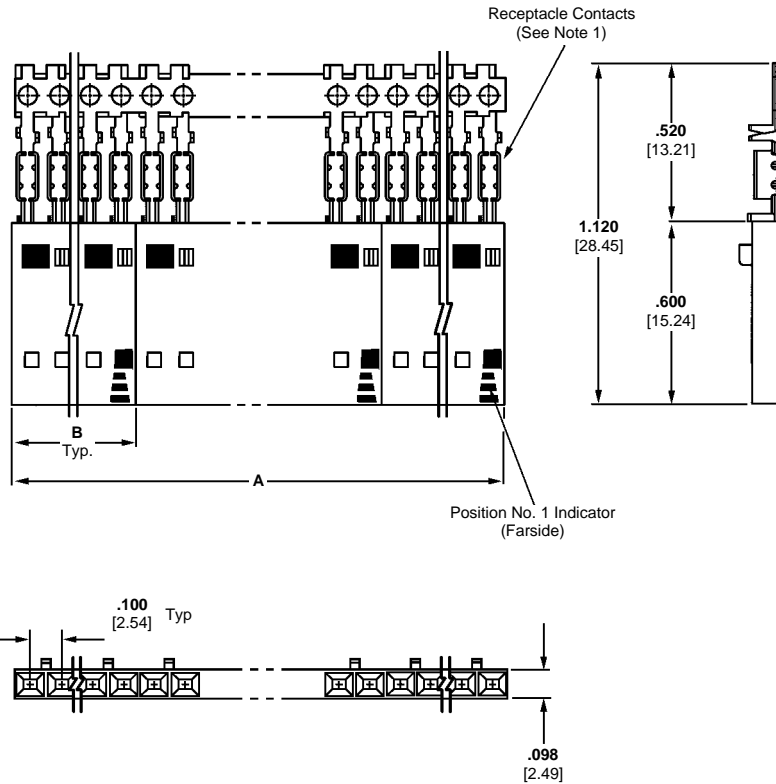 Receptacle Contacts
(See Note 1)
.520
[13.21]
1.120
[28.45]
.600
[15.24]
B
Typ.
A
Position No. 1 Indicator
(Farside)
.100
[2.54]
Typ
.098
[2.49]